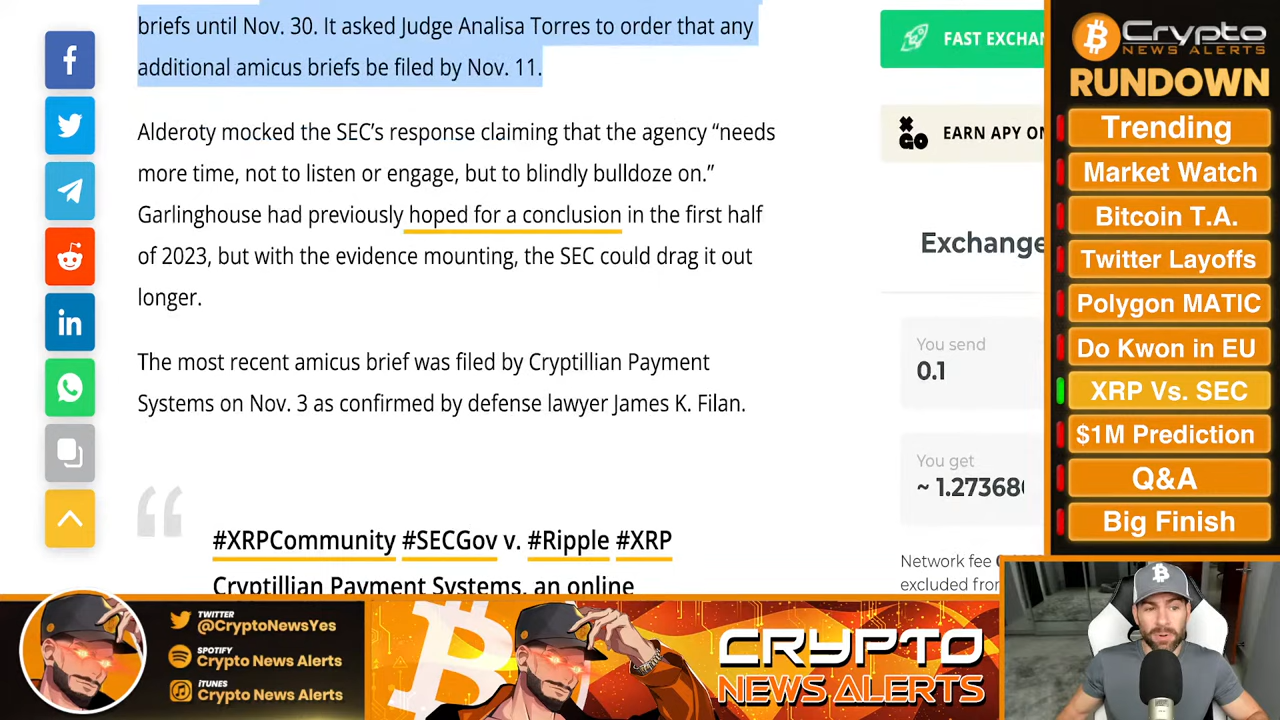 briefs until Nov. 30. It asked Judge Analisa Torres to order that any
additional amicus briefs be filed by Nov. 11.
Alderoty mocked the SEC’s response claiming that the agency “needs
more time, not to listen or engage, but to blindly bulldoze on.”
Garlinghouse had previously hoped for a conclusion in the first half
of 2023, but with the evidence mounting, the SEC could drag it out
longer.
The most recent amicus brief was filed by Cryptillian Payment
Systems on Nov. 3 as confirmed by defense lawyer James K. Filan.
#XRPCommunity #SECGov v. #Ripple #XRP
Cryptillian Payment Systems, an online
FAST EXCHAN
GO
EARN APY ON
Exchange
You send
0.1
You get
~ 1.27368
Network fee
excluded from
Crypto
NEWS ALERTS
RUNDOWN
Trending
Market Watch
Bitcoin T.A.
Twitter Layoffs
Polygon MATIC
Do Kwon in EU
XRP Vs. SEC
$1M Prediction
Q&A
Big Finish
TWITTER
@CryptoNewsYes
SPOTIFY
Crypto News Alerts
iTUNES
Crypto News Alerts
CRYPTO
NEWS ALERTS